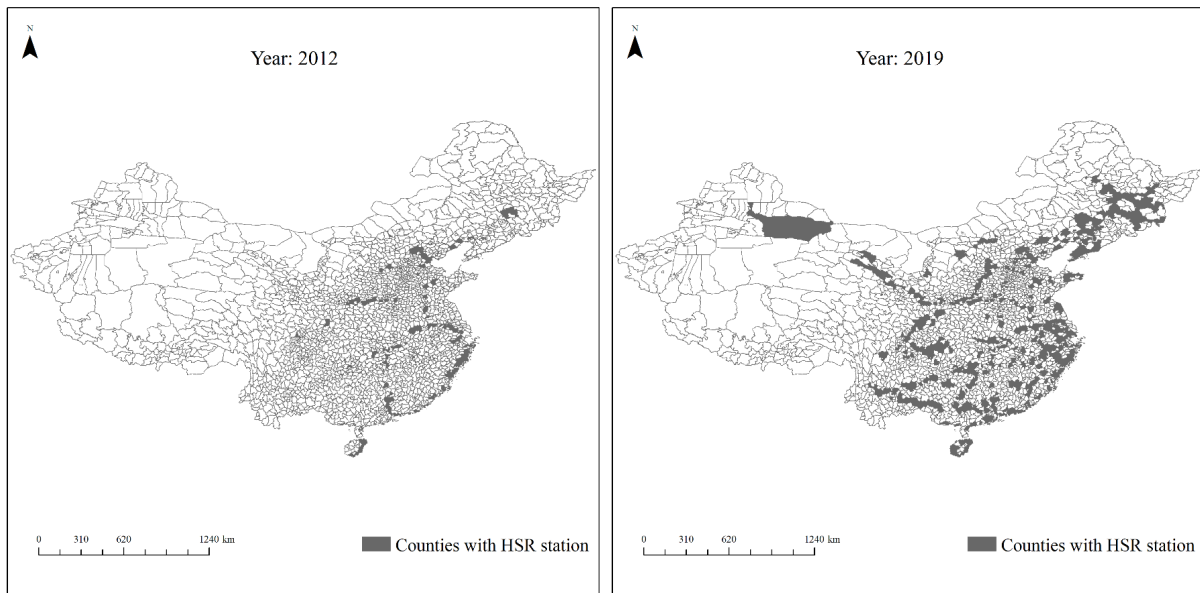 N
Year: 2012
0 310 620 1240 km
Counties with HSR station
N
Year: 2019
0 310 620 1240 km
Counties with HSR station